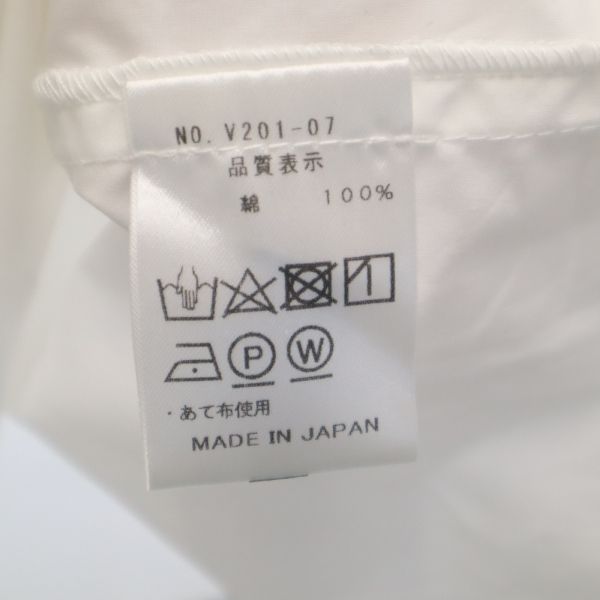 NO. V201-07
品質表示
綿 100%
P W
・あて布使用
MADE IN JAPAN